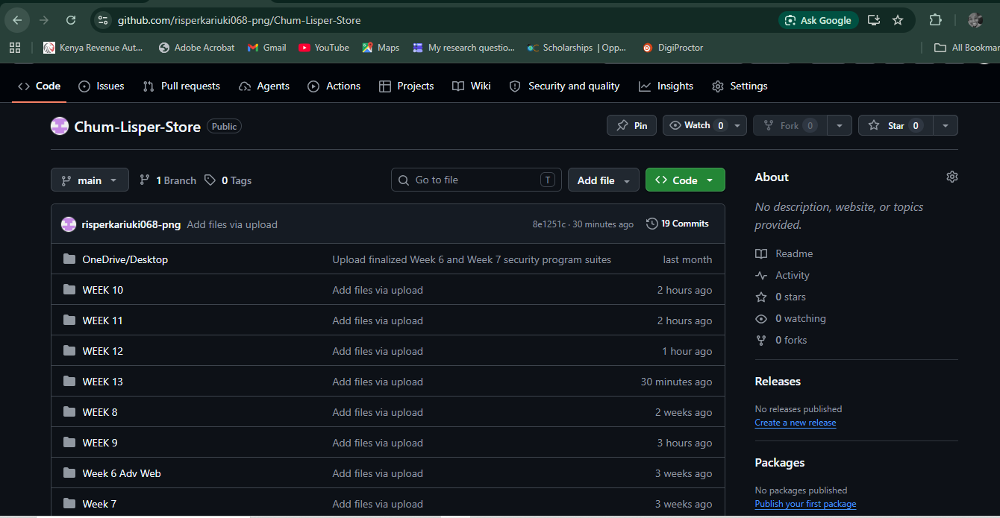 github.com/risperkariuki068-png/Chum-Lisper-Store
Ask Google
Kenya Revenue Aut...
Adobe Acrobat
Gmail
YouTube
Maps
My research questio...
Scholarships | Opp...
DigiProctor
All Bookmar
Code
Issues
Pull requests
Agents
Actions
Projects
Wiki
Security and quality
Insights
Settings
Chum-Lisper-Store
Public
Pin
Watch 0
Fork 0
Star 0
main
1 Branch
0 Tags
Go to file
T
Add file
Code
risperkariuki068-png Add files via upload
8e1251c · 30 minutes ago
19 Commits
OneDrive/Desktop Upload finalized Week 6 and Week 7 security program suites last month
WEEK 10 Add files via upload 2 hours ago
WEEK 11 Add files via upload 2 hours ago
WEEK 12 Add files via upload 1 hour ago
WEEK 13 Add files via upload 30 minutes ago
WEEK 8 Add files via upload 2 weeks ago
WEEK 9 Add files via upload 3 hours ago
Week 6 Adv Web Add files via upload 3 weeks ago
Week 7 Add files via upload 3 weeks ago
About
No description, website, or topics
provided.
Readme
Activity
0 stars
0 watching
0 forks
Releases
No releases published
Create a new release
Packages
No packages published
Publish your first package